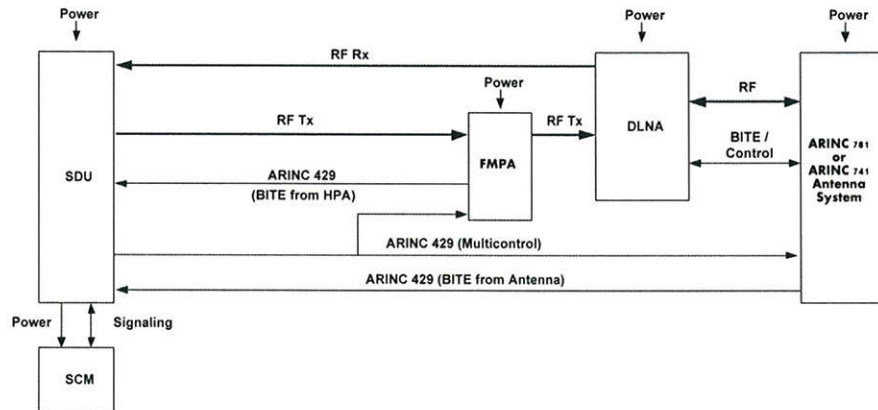 Power
Power
Power
RF Rx
Power
RF
RF Tx
RF Tx
DLNA
BITE /
Control
SDU
FMPA
ARINC 781
or
ARINC 741
Antenna
System
ARINC 429
(BITE from HPA)
ARINC 429 (Multicontrol)
ARINC 429 (BITE from Antenna)
Power
Signaling
SCM